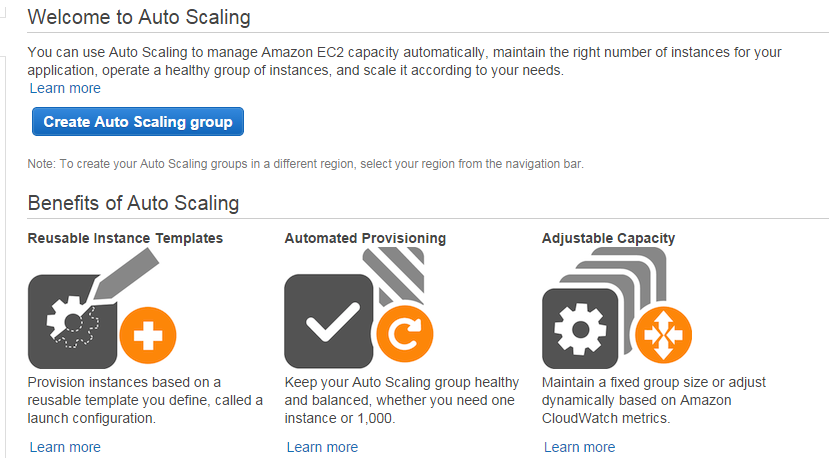 Welcome to Auto Scaling
You can use Auto Scaling to manage Amazon EC2 capacity automatically, maintain the right number of instances for your
application, operate a healthy group of instances, and scale it according to your needs.
Learn more
Create Auto Scaling group
Note: To create your Auto Scaling groups in a different region, select your region from the navigation bar.
Benefits of Auto Scaling
Reusable Instance Templates
Provision instances based on a
reusable template you define, called a
launch configuration.
Learn more
Automated Provisioning
Keep your Auto Scaling group healthy
and balanced, whether you need one
instance or 1,000.
Learn more
Adjustable Capacity
Maintain a fixed group size or adjust
dynamically based on Amazon
CloudWatch metrics.
Learn more